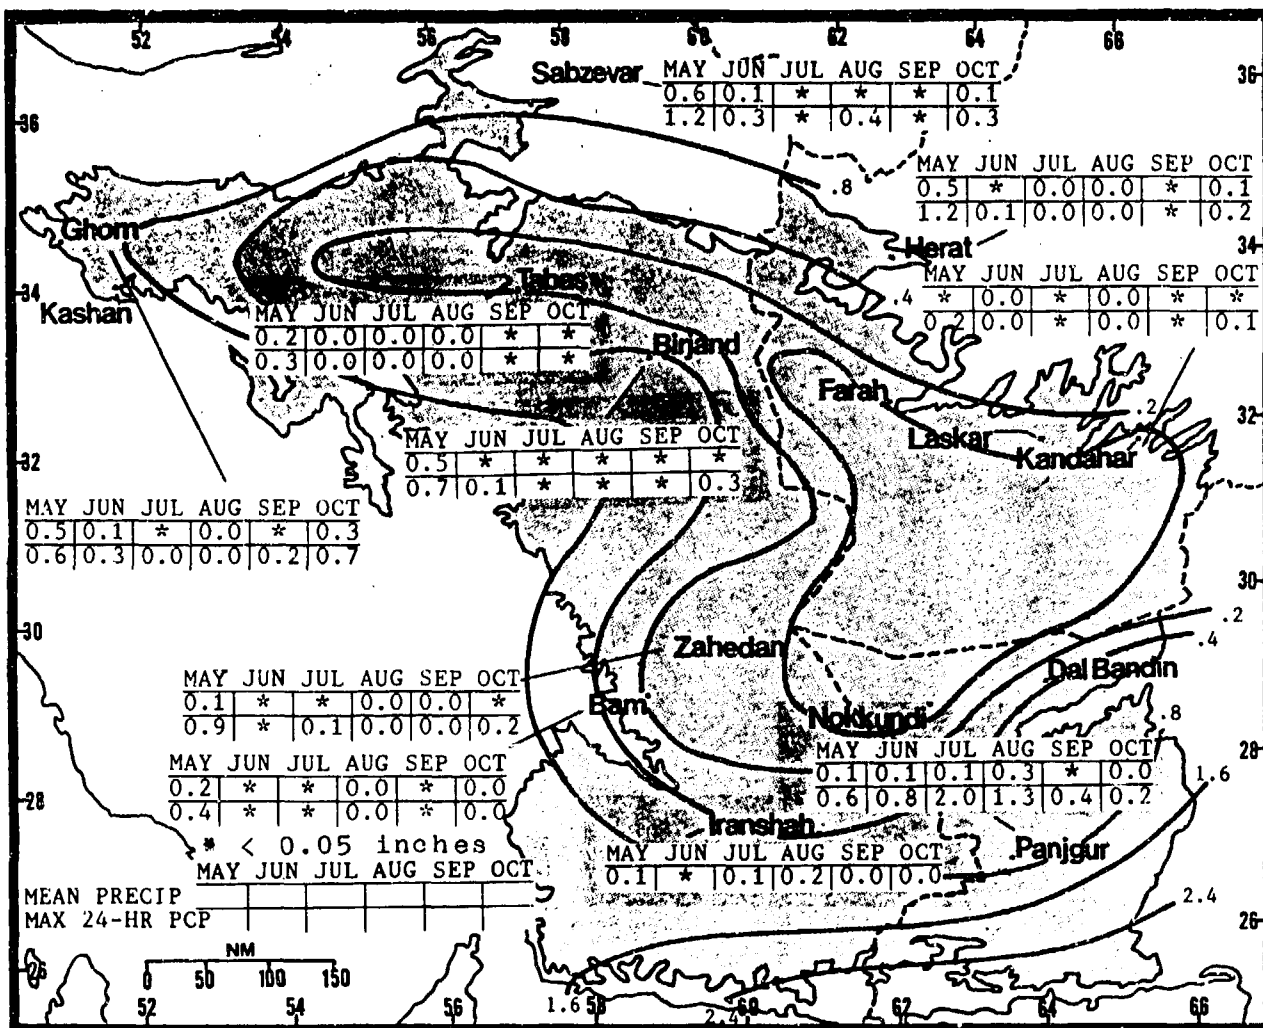 52 54 56 58 60 62 64 66
Sabzevar
MAY JUN JUL AUG SEP OCT
0.6 0.1 * * * 0.1
1.2 0.3 * 0.4 * 0.3
36
36
.8
MAY JUN JUL AUG SEP OCT
0.5 * 0.0 0.0 * 0.1
1.2 0.1 0.0 0.0 * 0.2
Ghom
Herat
34
MAY JUN JUL AUG SEP OCT
* 0.0 * 0.0 * *
0.2 0.0 * 0.0 * 0.1
Tabas
34
.4
Kashan
MAY JUN JUL AUG SEP OCT
0.2 0.0 0.0 0.0 * *
0.3 0.0 0.0 0.0 * *
Birjand
Farah
.2
32
Laskar
Kandahar
MAY JUN JUL AUG SEP OCT
0.5 * * * * *
0.7 0.1 * * * 0.3
32
MAY JUN JUL AUG SEP OCT
0.5 0.1 * 0.0 * 0.3
0.6 0.3 0.0 0.0 0.2 0.7
30
30
.2
.4
Zahedan
Dal Bandin
MAY JUN JUL AUG SEP OCT
0.1 * * 0.0 0.0 *
0.9 * 0.1 0.0 0.0 0.2
Bam
Nokkundi
.8
MAY JUN JUL AUG SEP OCT
0.1 0.1 0.1 0.3 * 0.0
0.6 0.8 2.0 1.3 0.4 0.2
28
1.6
MAY JUN JUL AUG SEP OCT
0.2 * * 0.0 * 0.0
0.4 * * 0.0 * 0.0
28
* < 0.05 inches
Iranshah
Panjgur
MAY JUN JUL AUG SEP OCT
0.1 * 0.1 0.2 0.0 0.0
MAY JUN JUL AUG SEP OCT
MEAN PRECIP
MAX 24-HR PCP
2.4
26
NM
0 50 100 150
26
52 54 56 1.6 58 2.4 60 62 64 66